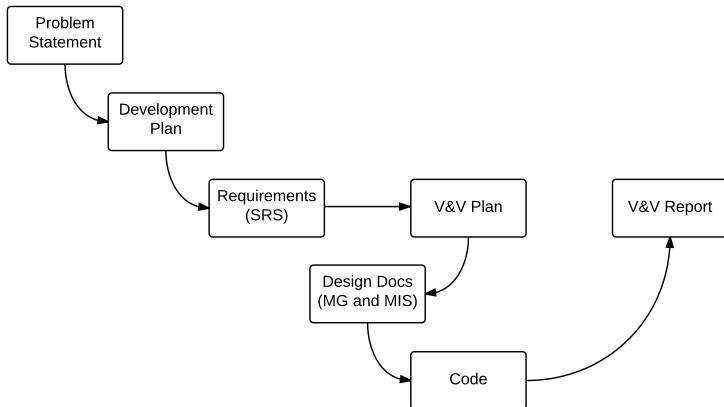 Problem
Statement
Development
Plan
Requirements
(SRS)
V&V Plan
V&V Report
Design Docs
(MG and MIS)
Code